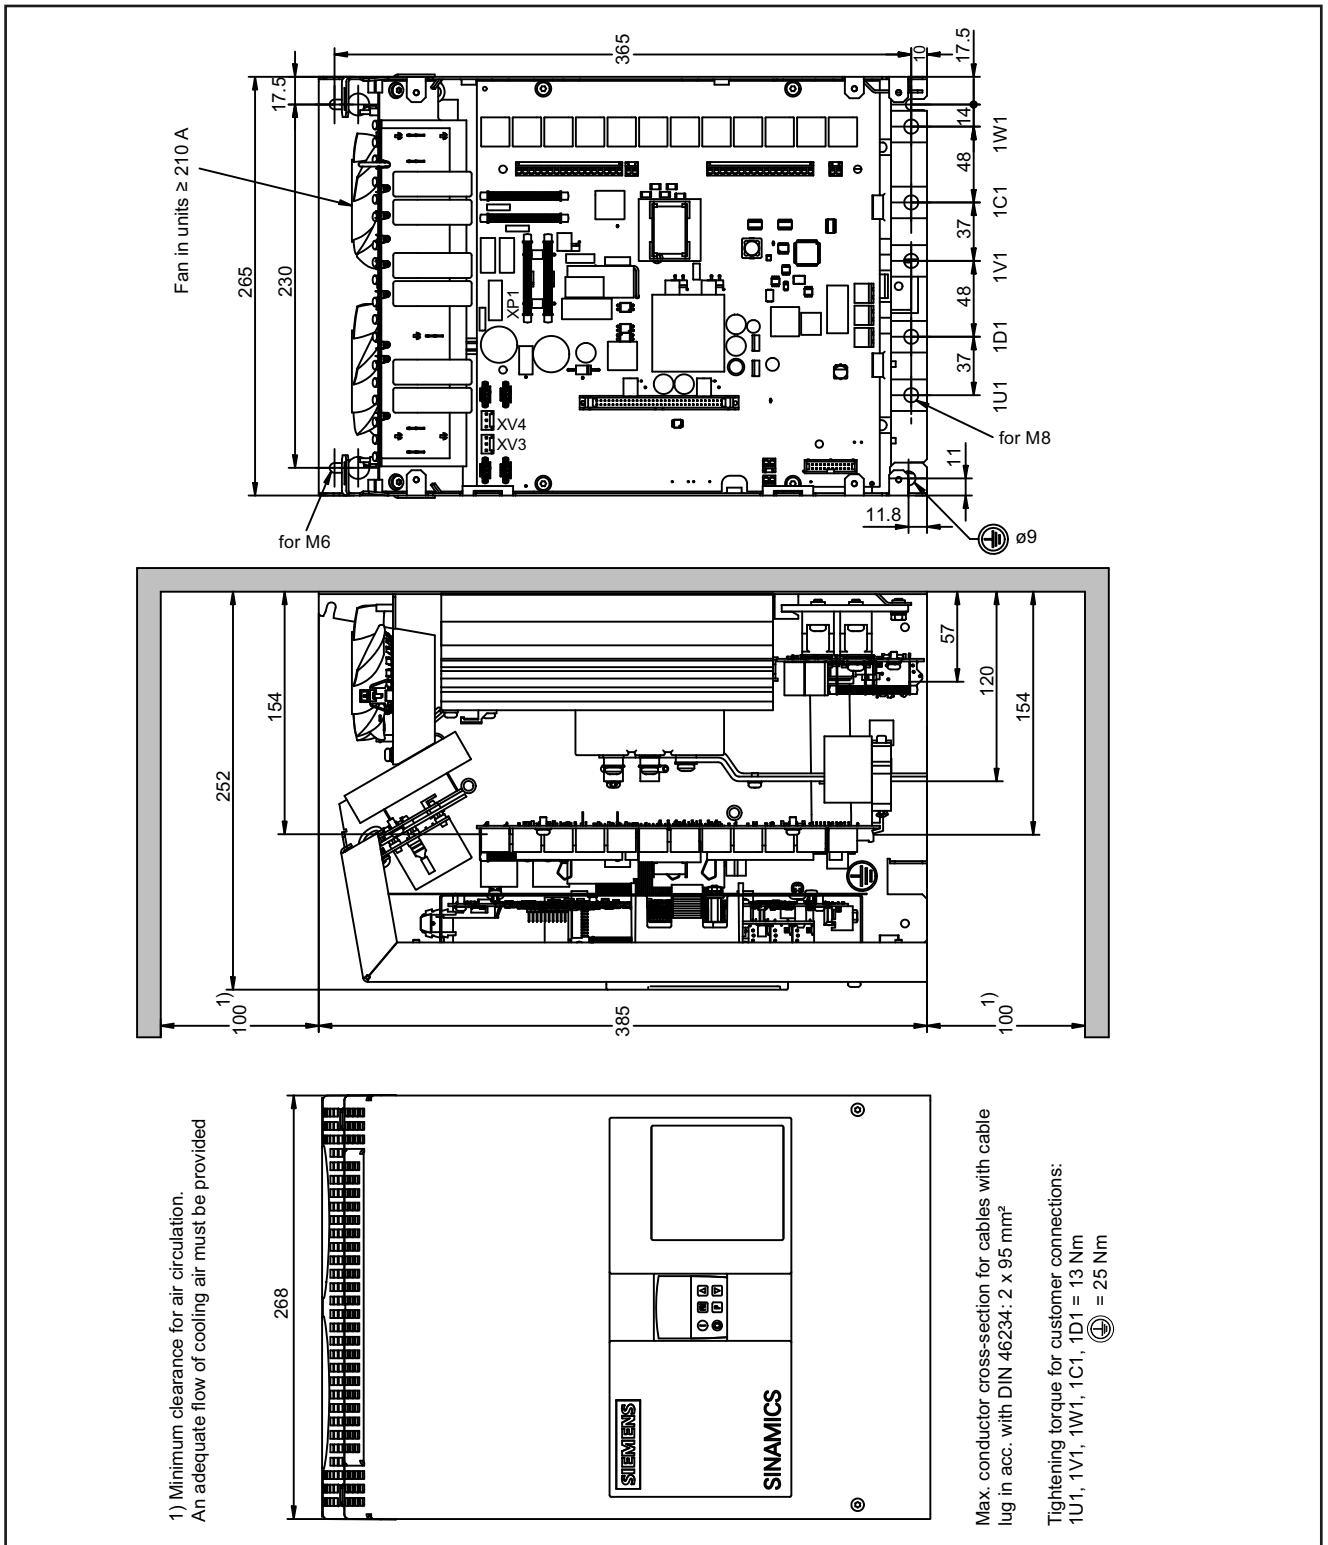 365
10
17.5
17.5
Fan in units ≥ 210 A
265
230
14
1W1
48
1C1
37
1V1
48
1D1
37
1U1
XP1
XV4
XV3
for M8
11
11.8
ø9
for M6
57
120
154
154
252
100 1)
385
100 1)
268
1) Minimum clearance for air circulation.
An adequate flow of cooling air must be provided
SIEMENS
SINAMICS
P
Max. conductor cross-section for cables with cable
lug in acc. with DIN 46234: 2 x 95 mm²
Tightening torque for customer connections:
1U1, 1V1, 1W1, 1C1, 1D1 = 13 Nm
= 25 Nm